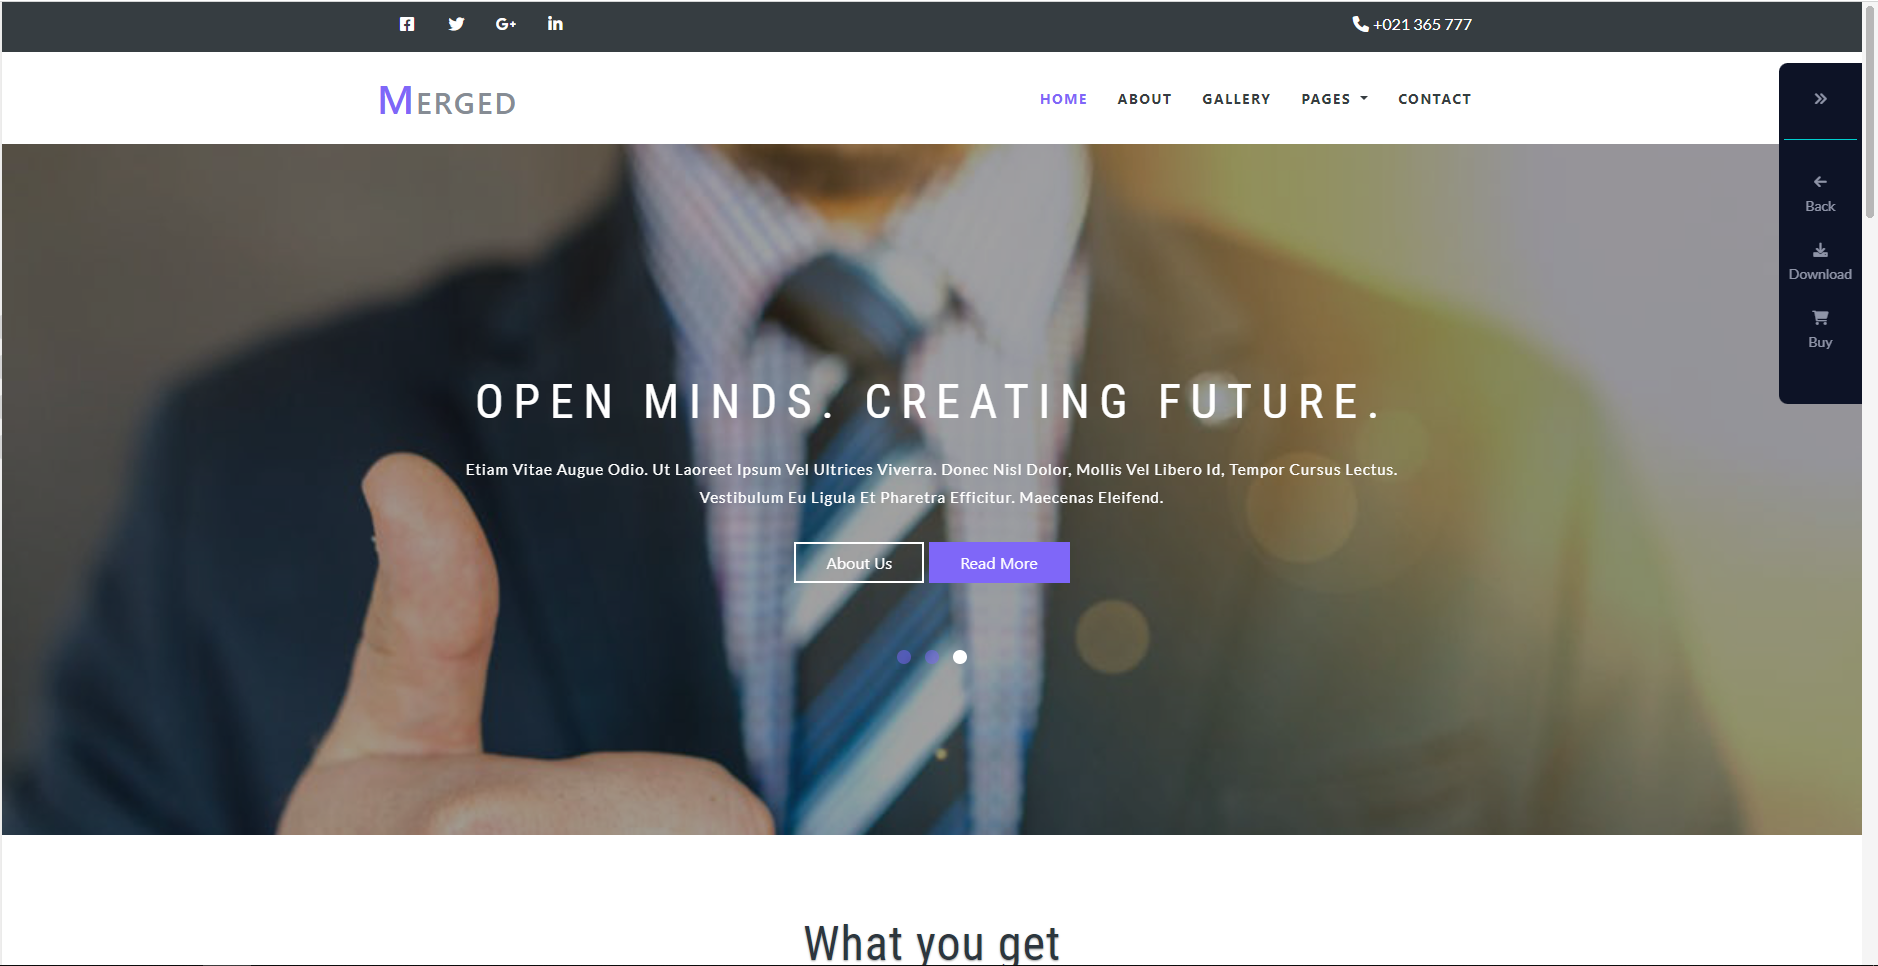 +021 365 777
MERGED
HOME ABOUT GALLERY PAGES CONTACT
Back
Download
Buy
OPEN MINDS. CREATING FUTURE.
Etiam Vitae Augue Odio. Ut Laoreet Ipsum Vel Ultrices Viverra. Donec Nisl Dolor, Mollis Vel Libero Id, Tempor Cursus Lectus.
Vestibulum Eu Ligula Et Pharetra Efficitur. Maecenas Eleifend.
About Us Read More
What you get